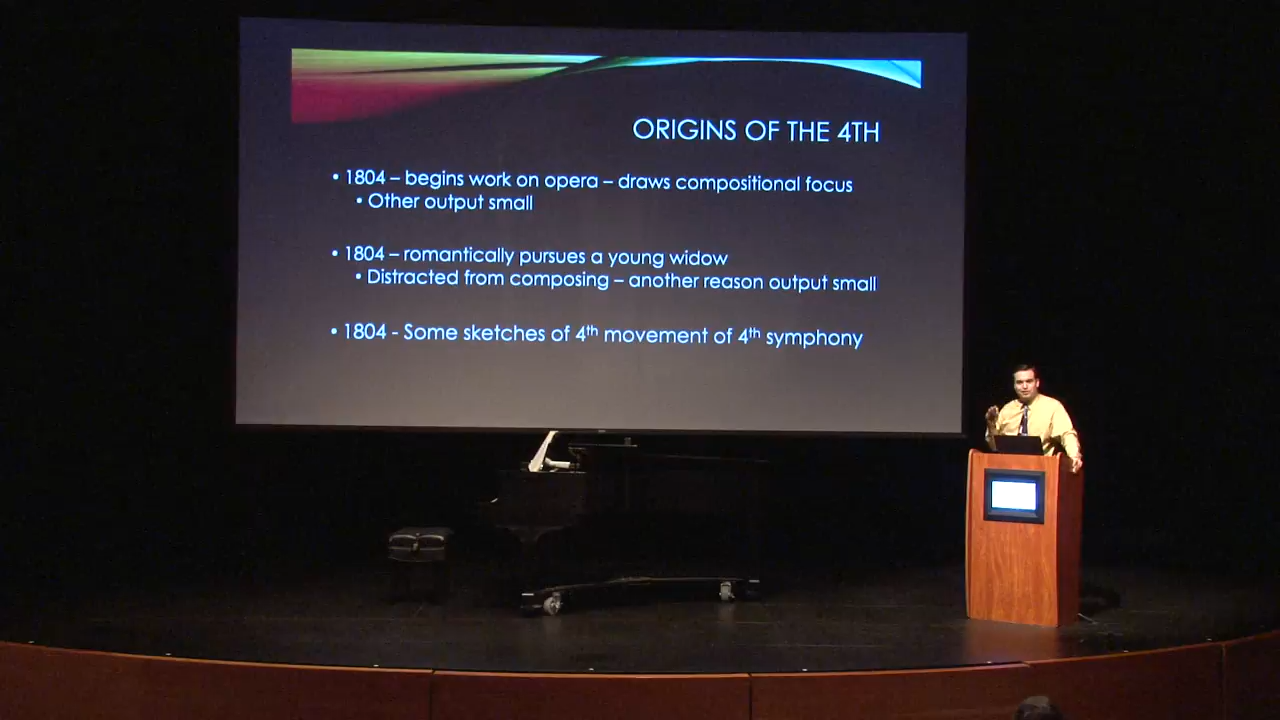 ORIGINS OF THE 4TH
• 1804 – begins work on opera – draws compositional focus
• Other output small
• 1804 – romantically pursues a young widow
• Distracted from composing – another reason output small
• 1804 - Some sketches of 4th movement of 4th symphony